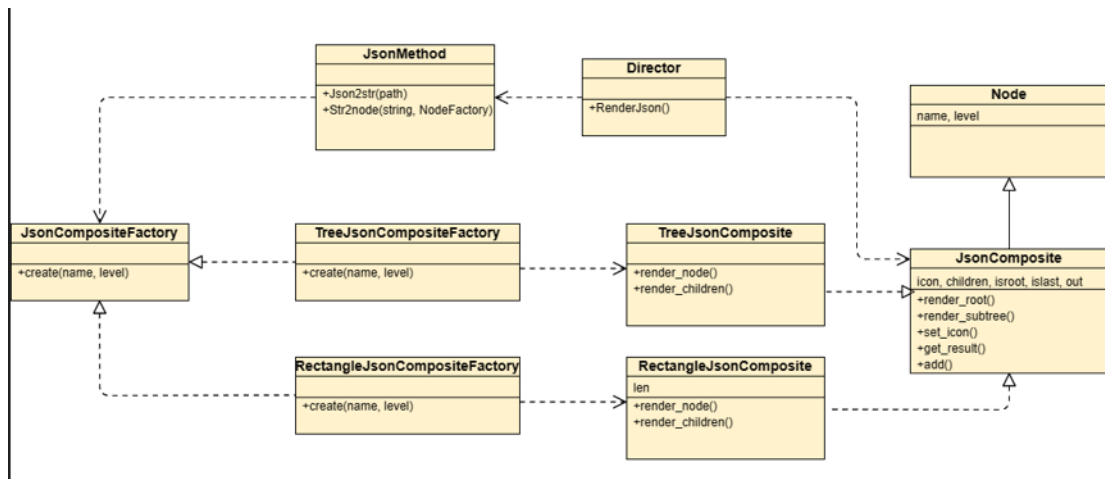 JsonMethod
+Json2str(path)
+Str2node(string, NodeFactory)
Director
+RenderJson()
Node
name, level
JsonCompositeFactory
+create(name, level)
TreeJsonCompositeFactory
+create(name, level)
TreeJsonComposite
+render_node()
+render_children()
JsonComposite
icon, children, isroot, islast, out
+render_root()
+render_subtree()
+set_icon()
+get_result()
+add()
RectangleJsonCompositeFactory
+create(name, level)
RectangleJsonComposite
len
+render_node()
+render_children()